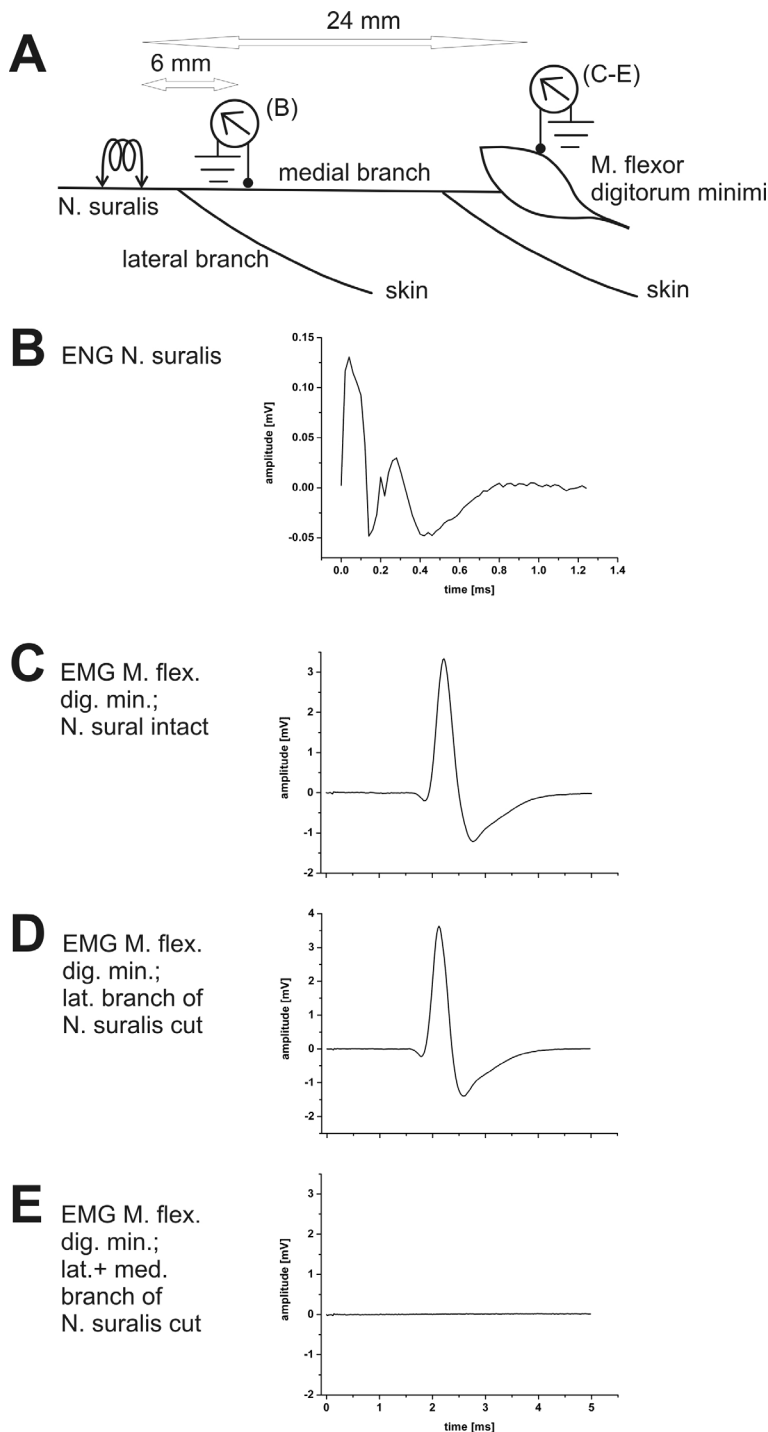 A
24 mm
6 mm
(B)
(C-E)
medial branch
M. flexor
digitorum minimi
N. suralis
lateral branch
skin
skin
B ENG N. suralis
amplitude [mV]
0.15
0.10
0.05
0.00
-0.05
0.0 0.2 0.4 0.6 0.8 1.0 1.2 1.4
time [ms]
C EMG M. flex.
dig. min.;
N. sural intact
amplitude [mV]
3
2
1
0
-1
-2
D EMG M. flex.
dig. min.;
lat. branch of
N. suralis cut
amplitude [mV]
4
3
2
1
0
-1
-2
E EMG M. flex.
dig. min.;
lat.+ med.
branch of
N. suralis cut
amplitude [mV]
3
2
1
0
-1
-2
0 1 2 3 4 5
time [ms]